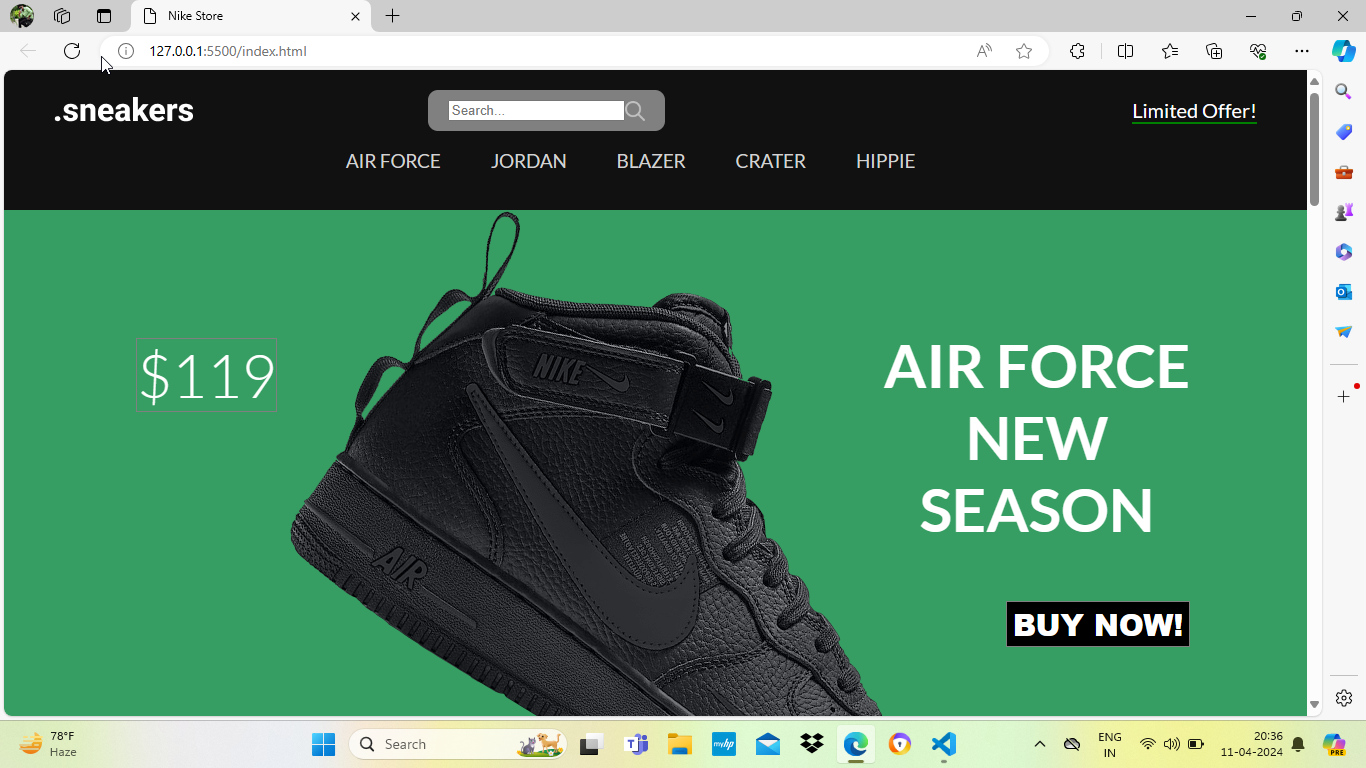 Nike Store
127.0.0.1:5500/index.html
.sneakers
Search...
Limited Offer!
AIR FORCE
JORDAN
BLAZER
CRATER
HIPPIE
$119
NIKE
AIR
AIR FORCE
NEW
SEASON
BUY NOW!
78°F
Haze
Search
myhp
ENG
IN
20:36
11-04-2024
PRE